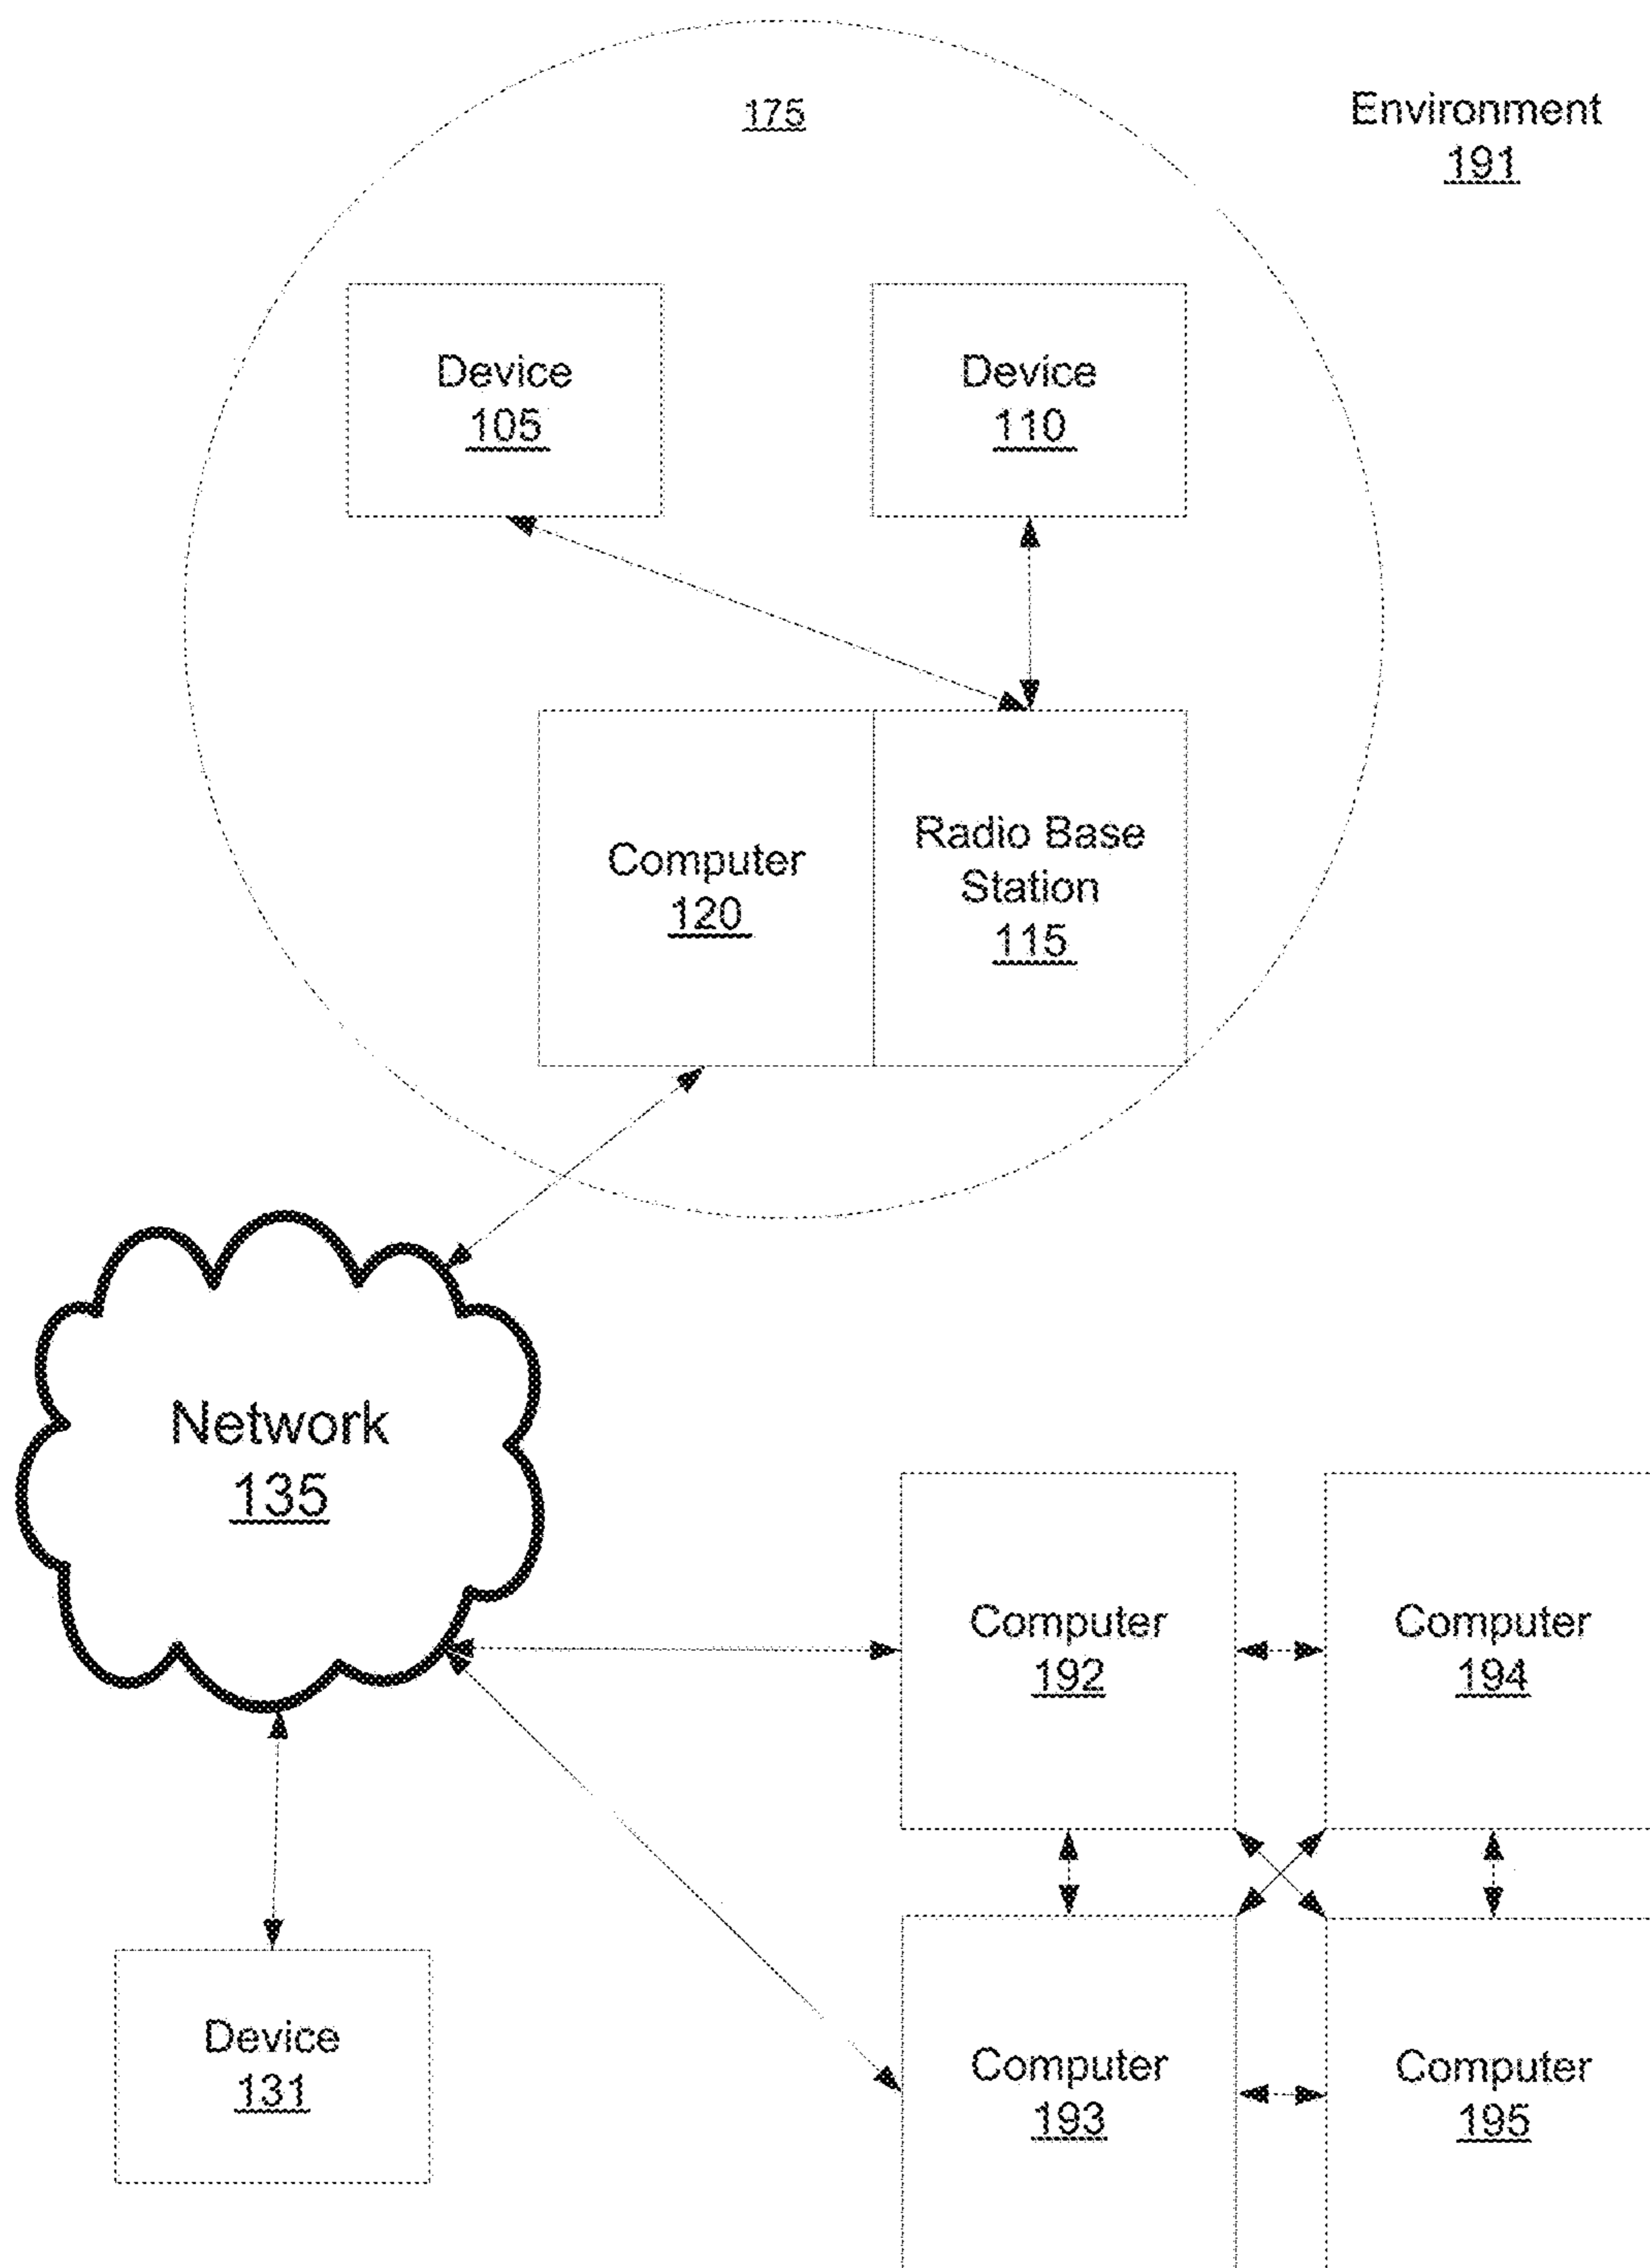 175
Environment
191
Device
105
Device
110
Computer
120
Radio Base
Station
115
Network
135
Computer
192
Computer
194
Device
131
Computer
193
Computer
195